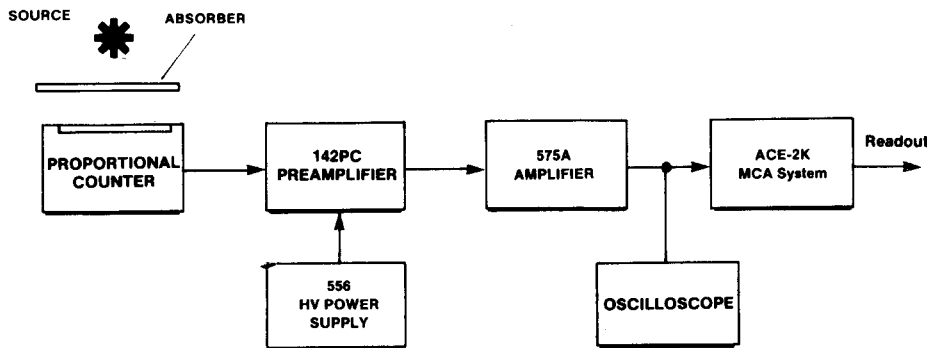 SOURCE
ABSORBER
PROPORTIONAL
COUNTER
142PC
PREAMPLIFIER
575A
AMPLIFIER
ACE-2K
MCA System
Readout
556
HV POWER
SUPPLY
OSCILLOSCOPE